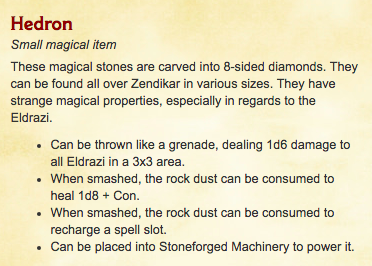 Hedron
Small magical item
These magical stones are carved into 8-sided diamonds. They
can be found all over Zendikar in various sizes. They have
strange magical properties, especially in regards to the
Eldrazi.
• Can be thrown like a grenade, dealing 1d6 damage to
all Eldrazi in a 3x3 area.
• When smashed, the rock dust can be consumed to
heal 1d8 + Con.
• When smashed, the rock dust can be consumed to
recharge a spell slot.
• Can be placed into Stoneforged Machinery to power it.